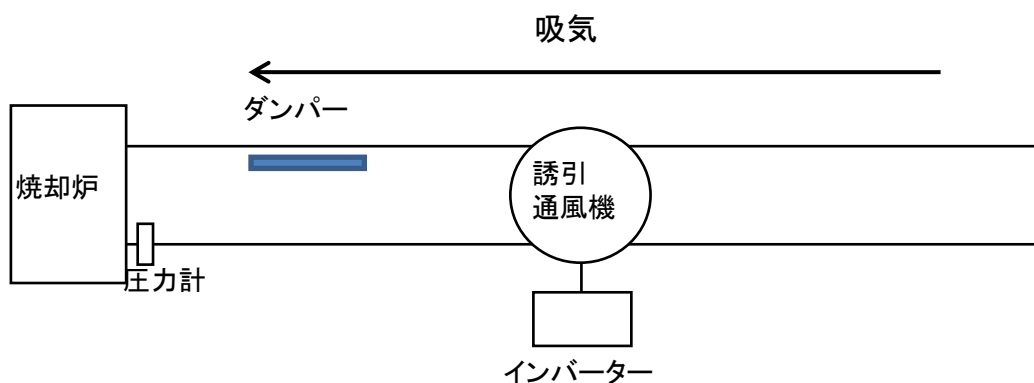 吸気
ダンパー
焼却炉
誘引
通風機
圧力計
インバーター